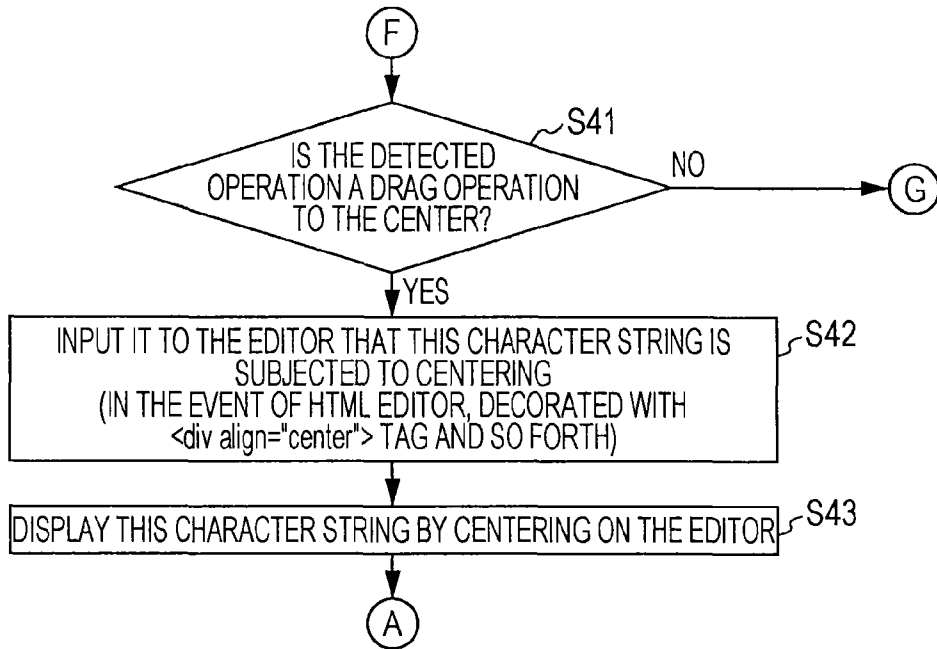 F
S41
IS THE DETECTED
OPERATION A DRAG OPERATION
TO THE CENTER?
NO
G
YES
S42
INPUT IT TO THE EDITOR THAT THIS CHARACTER STRING IS
SUBJECTED TO CENTERING
(IN THE EVENT OF HTML EDITOR, DECORATED WITH
<div align="center"> TAG AND SO FORTH)
S43
DISPLAY THIS CHARACTER STRING BY CENTERING ON THE EDITOR
A